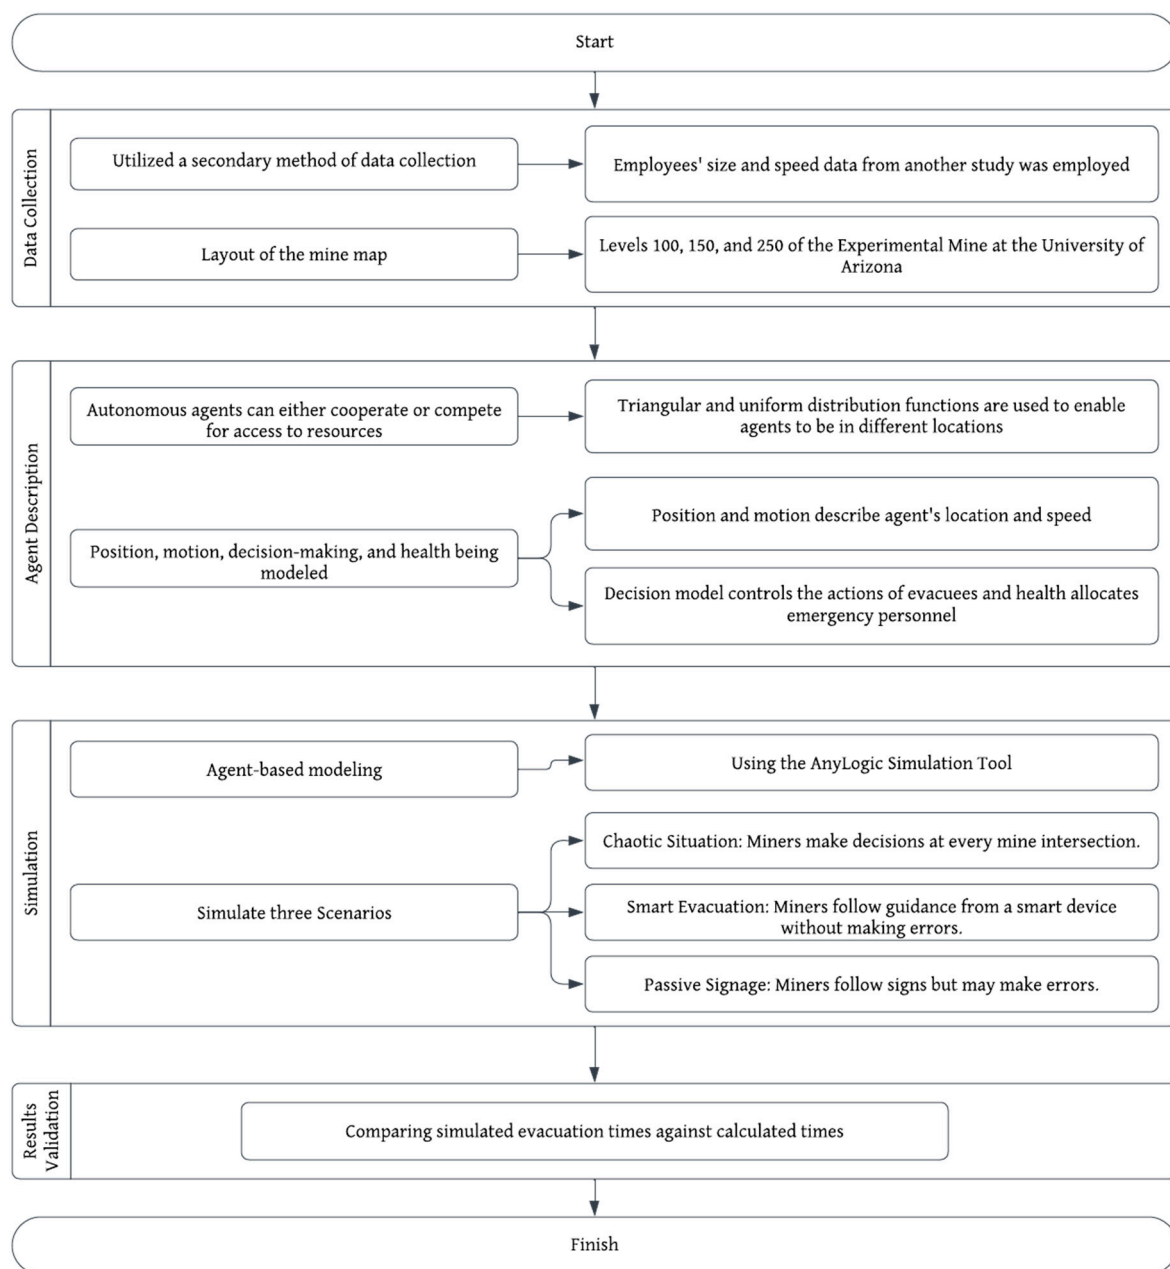 Start
Data Collection
Utilized a secondary method of data collection
Employees' size and speed data from another study was employed
Layout of the mine map
Levels 100, 150, and 250 of the Experimental Mine at the University of
Arizona
Agent Description
Autonomous agents can either cooperate or compete
for access to resources
Triangular and uniform distribution functions are used to enable
agents to be in different locations
Position, motion, decision-making, and health being
modeled
Position and motion describe agent's location and speed
Decision model controls the actions of evacuees and health allocates
emergency personnel
Simulation
Agent-based modeling
Using the AnyLogic Simulation Tool
Simulate three Scenarios
Chaotic Situation: Miners make decisions at every mine intersection.
Smart Evacuation: Miners follow guidance from a smart device
without making errors.
Passive Signage: Miners follow signs but may make errors.
Results
Validation
Comparing simulated evacuation times against calculated times
Finish